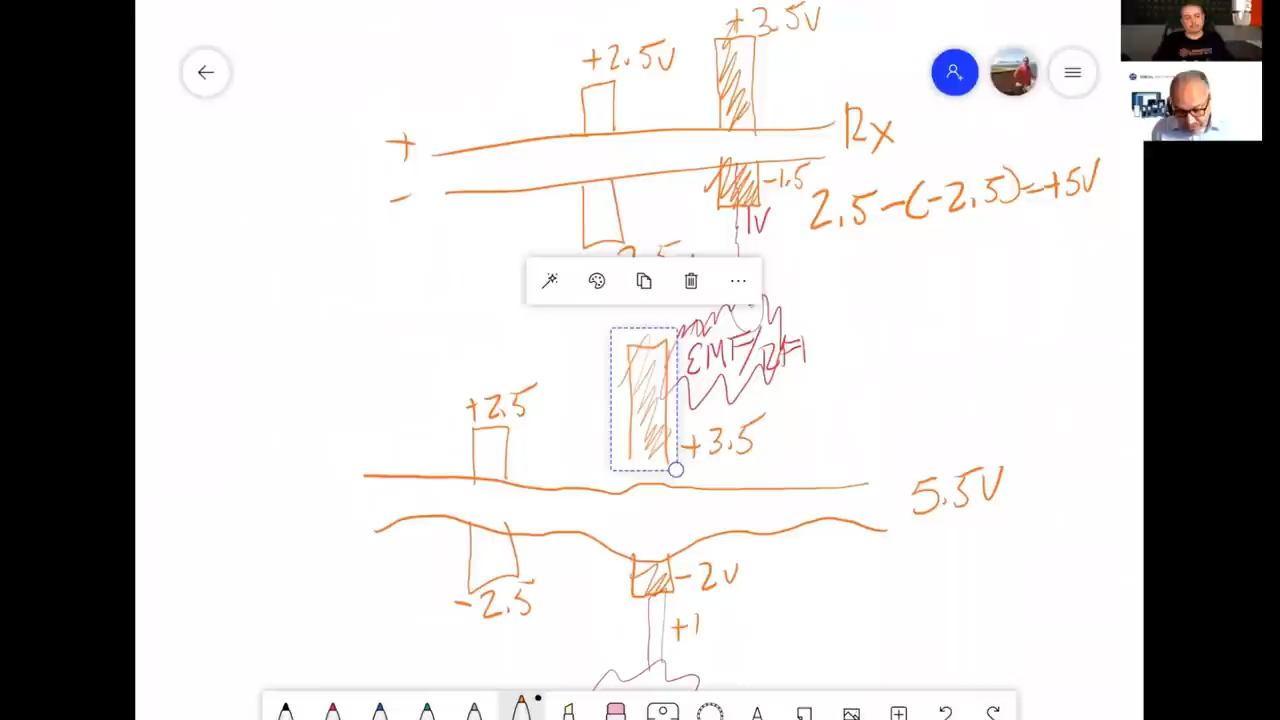 +3.5V
+2.5V
+
Rx
-
-1.5
2.5-(-2.5)=+5V
1V
EMF/RFI
+2.5
+3.5
5.5V
-2V
-2.5
+1